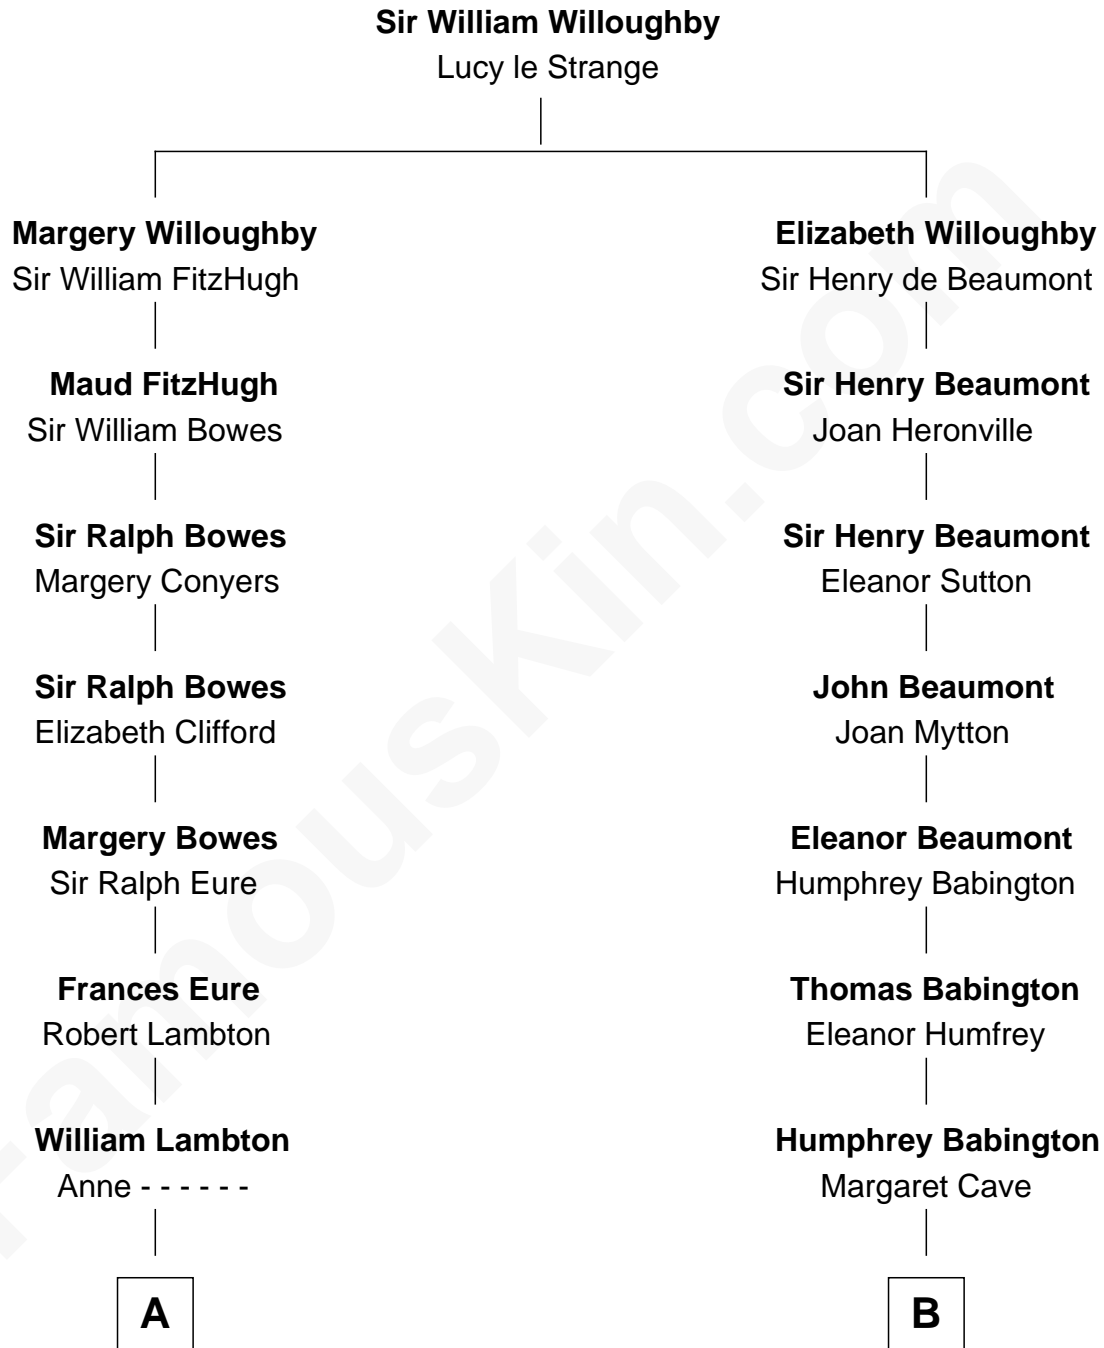 Sir William Willoughby
Lucy le Strange
Margery Willoughby
Sir William FitzHugh
Elizabeth Willoughby
Sir Henry de Beaumont
Maud FitzHugh
Sir William Bowes
Sir Henry Beaumont
Joan Heronville
Sir Ralph Bowes
Margery Conyers
Sir Henry Beaumont
Eleanor Sutton
Sir Ralph Bowes
Elizabeth Clifford
John Beaumont
Joan Mytton
Margery Bowes
Sir Ralph Eure
Eleanor Beaumont
Humphrey Babington
Frances Eure
Robert Lambton
Thomas Babington
Eleanor Humfrey
William Lambton
Anne - - - - - -
Humphrey Babington
Margaret Cave
A
B
FamousKin.com